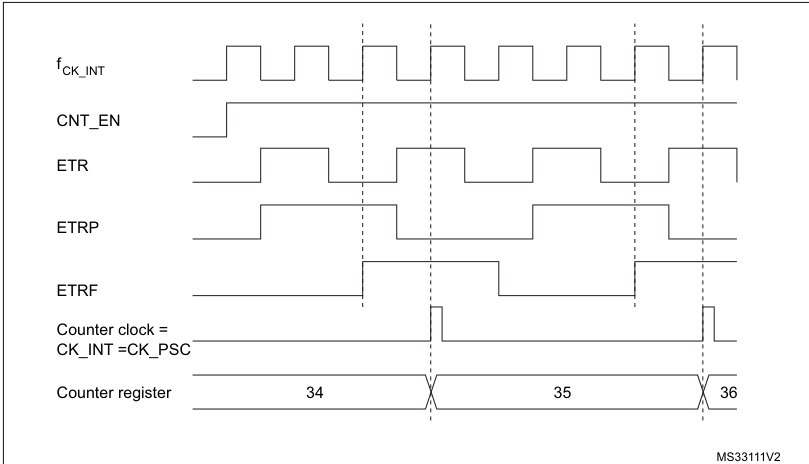 fCK_INT
CNT_EN
ETR
ETRP
ETRF
Counter clock =
CK_INT =CK_PSC
Counter register 34 35 36
MS33111V2